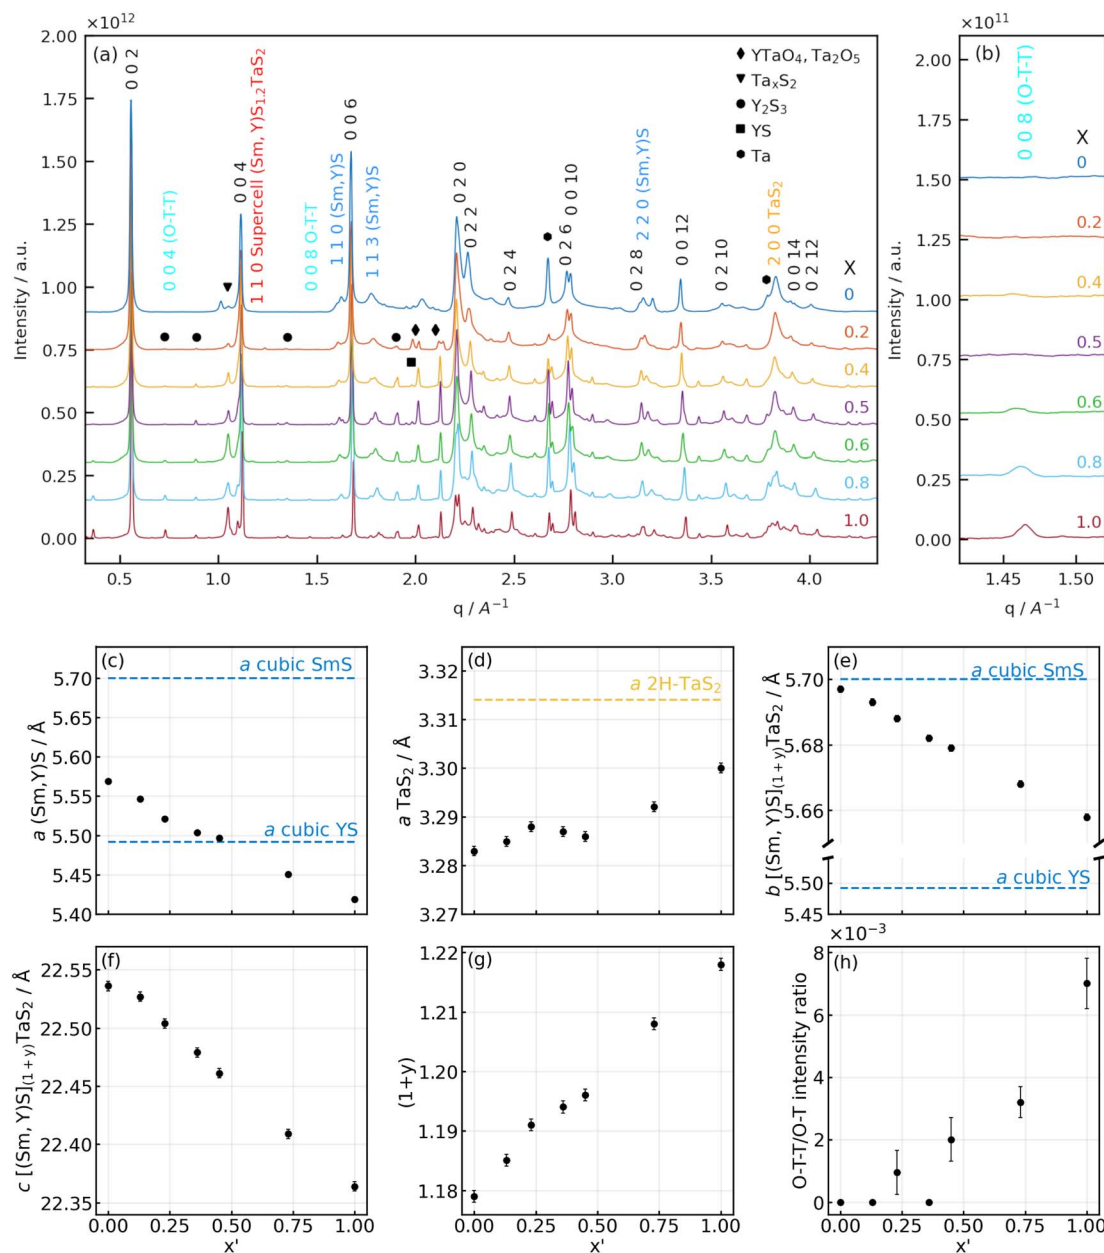 ×10¹²
(a)
2.00
1.75
1.50
1.25
1.00
0.75
0.50
0.25
0.00
Intensity / a.u.
0 0 2
0 0 4 (O-T-T)
0 0 4
1 1 0 Supercell (Sm, Y)S₁.₂TaS₂
0 0 8 O-T-T
1 1 0 (Sm,Y)S
0 0 6
1 1 3 (Sm,Y)S
0 2 0
0 2 2
0 2 4
0 2 6
0 0 10
0 2 8
2 2 0 (Sm,Y)S
0 0 12
0 2 10
2 0 0 TaS₂
0 0 14
0 2 12
YTaO₄, Ta₂O₅
TaₓS₂
Y₂S₃
YS
Ta
X
0
0.2
0.4
0.5
0.6
0.8
1.0
0.5 1.0 1.5 2.0 2.5 3.0 3.5 4.0
q / A⁻¹
×10¹¹
(b)
2.00
1.75
1.50
1.25
1.00
0.75
0.50
0.25
0.00
Intensity / a.u.
0 0 8 (O-T-T)
X
0
0.2
0.4
0.5
0.6
0.8
1.0
1.45 1.50
q / A⁻¹
(c)
a cubic SmS
a cubic YS
5.70
5.65
5.60
5.55
5.50
5.45
5.40
a (Sm,Y)S / Å
(d)
a 2H-TaS₂
3.32
3.31
3.30
3.29
3.28
3.27
a TaS₂ / Å
(e)
a cubic SmS
a cubic YS
5.70
5.68
5.66
5.50
5.45
b [(Sm, Y)S]₍₁₊y₎TaS₂ / Å
(f)
22.55
22.50
22.45
22.40
22.35
c [(Sm, Y)S]₍₁₊y₎TaS₂ / Å
0.00 0.25 0.50 0.75 1.00
x'
(g)
1.22
1.21
1.20
1.19
1.18
(1+y)
0.00 0.25 0.50 0.75 1.00
x'
×10⁻³
(h)
8
6
4
2
0
O-T-T/O-T intensity ratio
0.00 0.25 0.50 0.75 1.00
x'